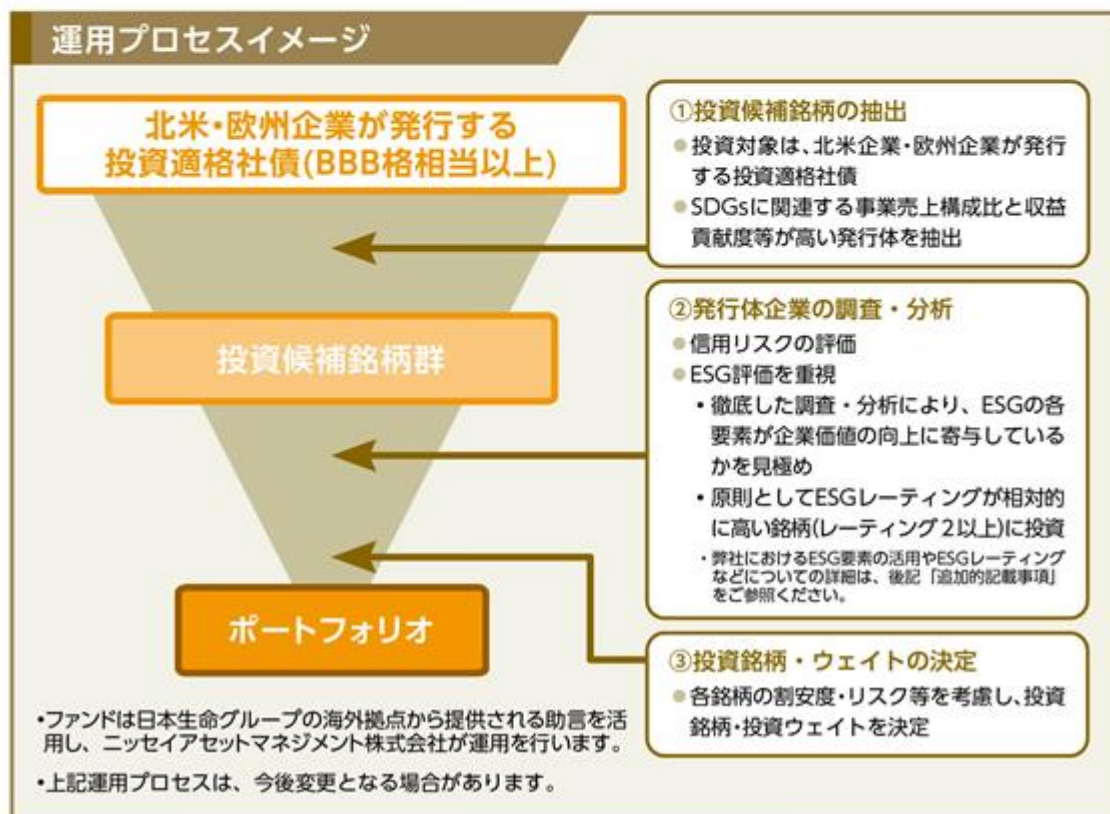 運用プロセスイメージ
北米・欧州企業が発行する
投資適格社債(BBB格相当以上)
投資候補銘柄群
ポートフォリオ
①投資候補銘柄の抽出
●投資対象は、北米企業・欧州企業が発行
する投資適格社債
●SDGsに関連する事業売上構成比と収益
貢献度等が高い発行体を抽出
②発行体企業の調査・分析
●信用リスクの評価
●ESG評価を重視
・徹底した調査・分析により、ESGの各
要素が企業価値の向上に寄与している
かを見極め
・原則としてESGレーティングが相対的
に高い銘柄(レーティング2以上)に投資
・弊社におけるESG要素の活用やESGレーティング
などについての詳細は、後記「追加的記載事項」
をご参照ください。
③投資銘柄・ウェイトの決定
●各銘柄の割安度・リスク等を考慮し、投資
銘柄・投資ウェイトを決定
•ファンドは日本生命グループの海外拠点から提供される助言を活
用し、ニッセイアセットマネジメント株式会社が運用を行います。
•上記運用プロセスは、今後変更となる場合があります。